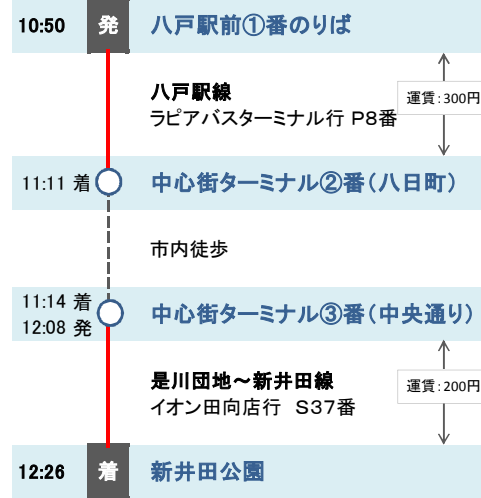 10:50 発 八戸駅前①番のりば
八戸駅線
運賃:300円
ラピアバスターミナル行 P8番
11:11 着 中心街ターミナル②番(八日町)
市内徒歩
11:14 着
中心街ターミナル③番(中央通り)
12:08 発
是川団地~新井田線
運賃:200円
イオン田向店行 S37番
12:26 着 新井田公園